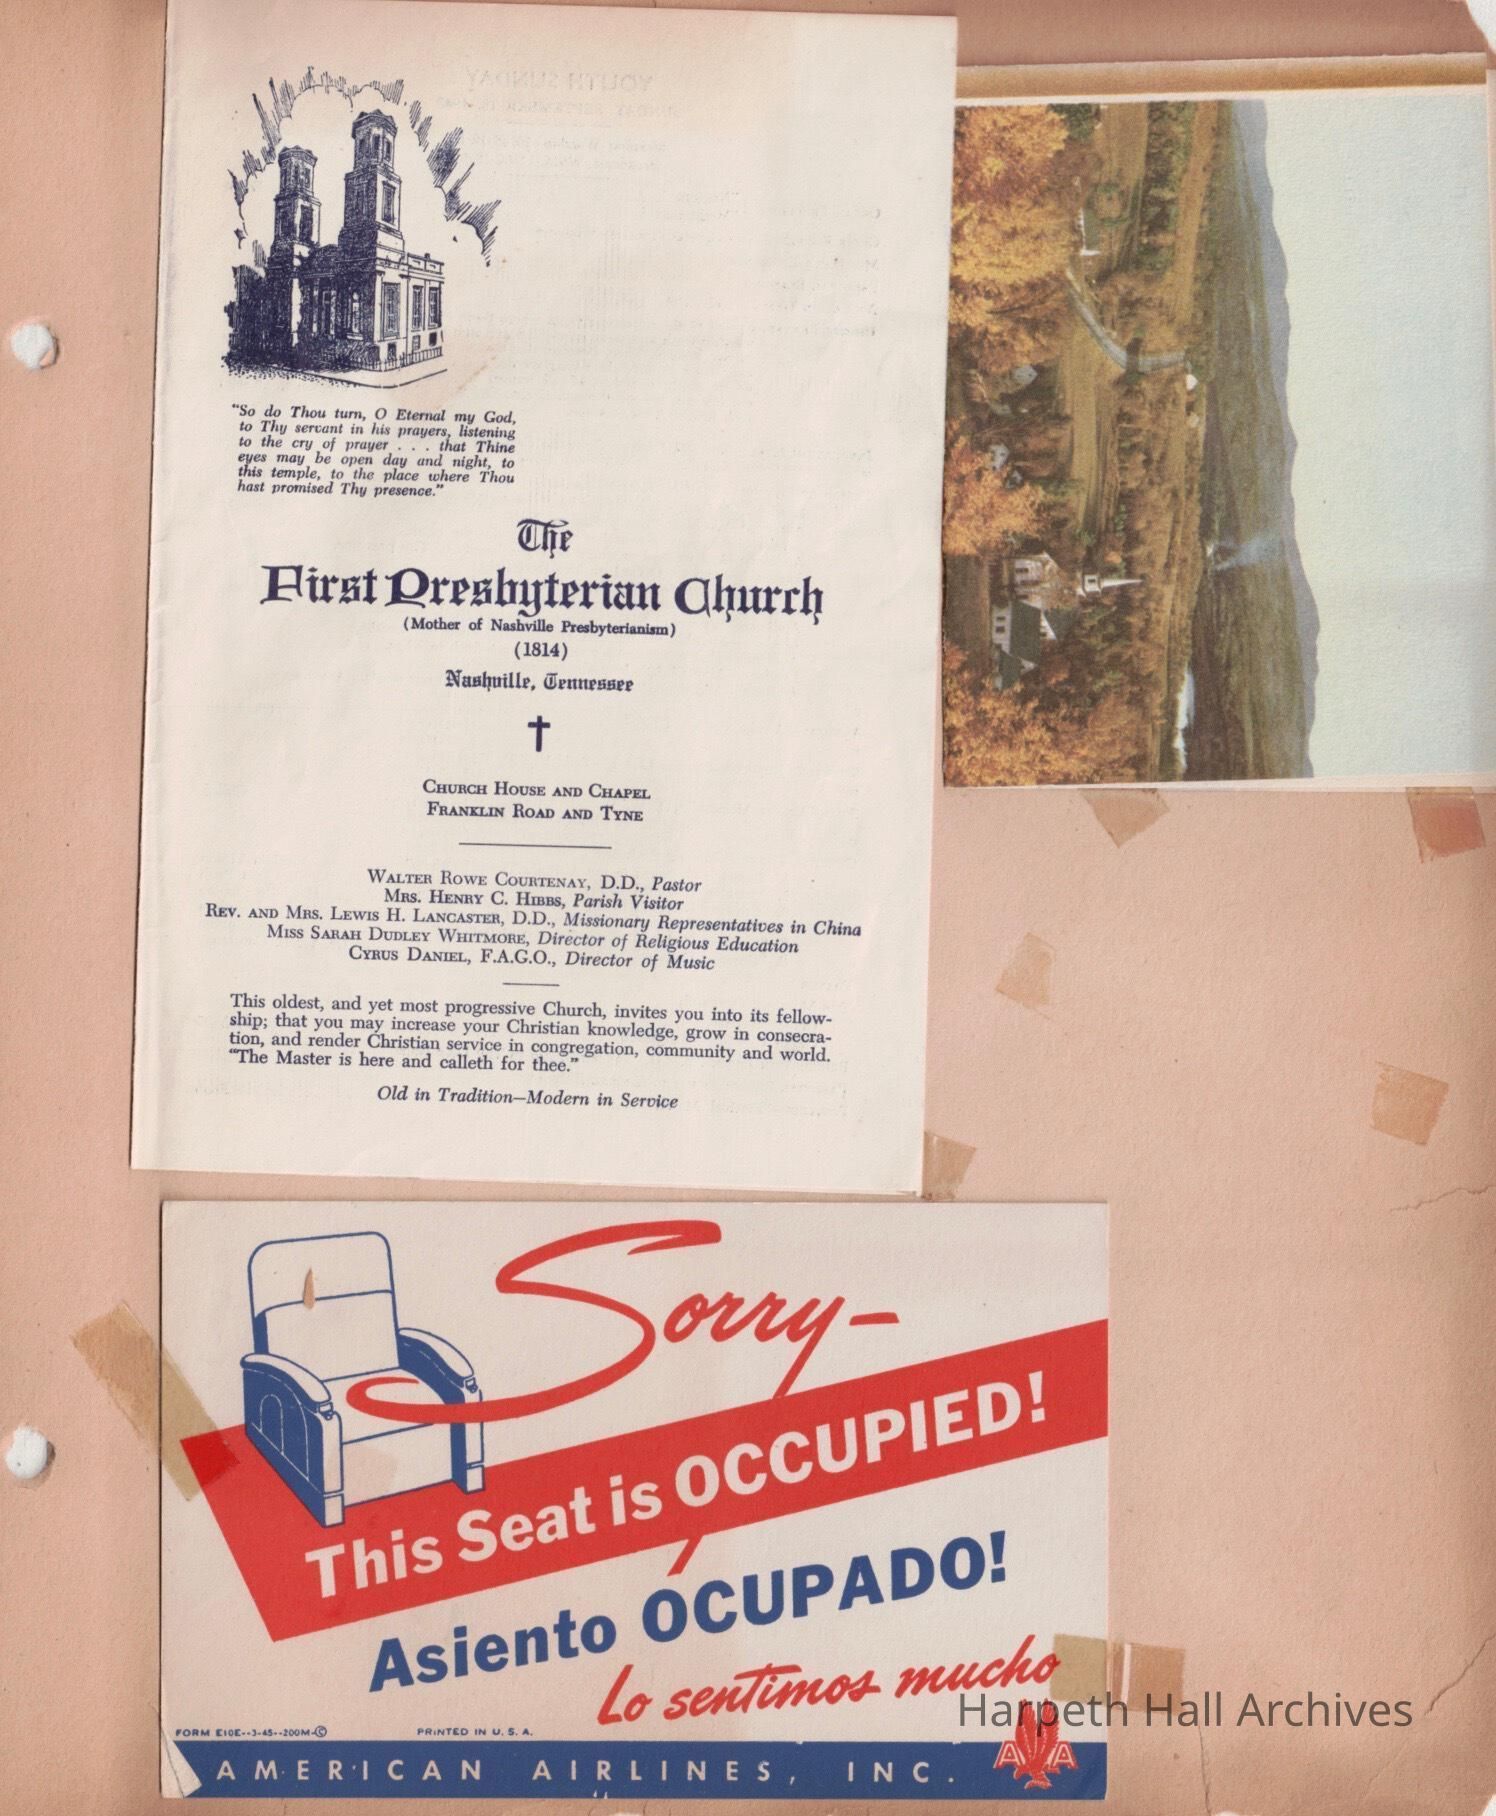 "So do Thou turn, O Eternal my God,
to Thy servant in his prayers, listening
to the cry of prayer . . . that Thine
eyes may be open day and night, to
this temple, to the place where Thou
hast promised Thy presence."
The
First Presbyterian Church
(Mother of Nashville Presbyterianism)
(1814)
Nashville, Tennessee
CHURCH HOUSE AND CHAPEL
FRANKLIN ROAD AND TYNE
WALTER ROWE COURTENAY, D.D., Pastor
MRS. HENRY C. HIBBS, Parish Visitor
REV. AND MRS. LEWIS H. LANCASTER, D.D., Missionary Representatives in China
MISS SARAH DUDLEY WHITMORE, Director of Religious Education
CYRUS DANIEL, F.A.G.O., Director of Music
This oldest, and yet most progressive Church, invites you into its fellow-
ship; that you may increase your Christian knowledge, grow in consecra-
tion, and render Christian service in congregation, community and world.
"The Master is here and calleth for thee."
Old in Tradition—Modern in Service
Sorry—
This Seat is OCCUPIED!
Asiento OCUPADO!
Lo sentimos mucho
Harpeth Hall Archives
FORM E10E--3-45--200M-Ⓒ PRINTED IN U. S. A.
AMERICAN AIRLINES, INC.
A A